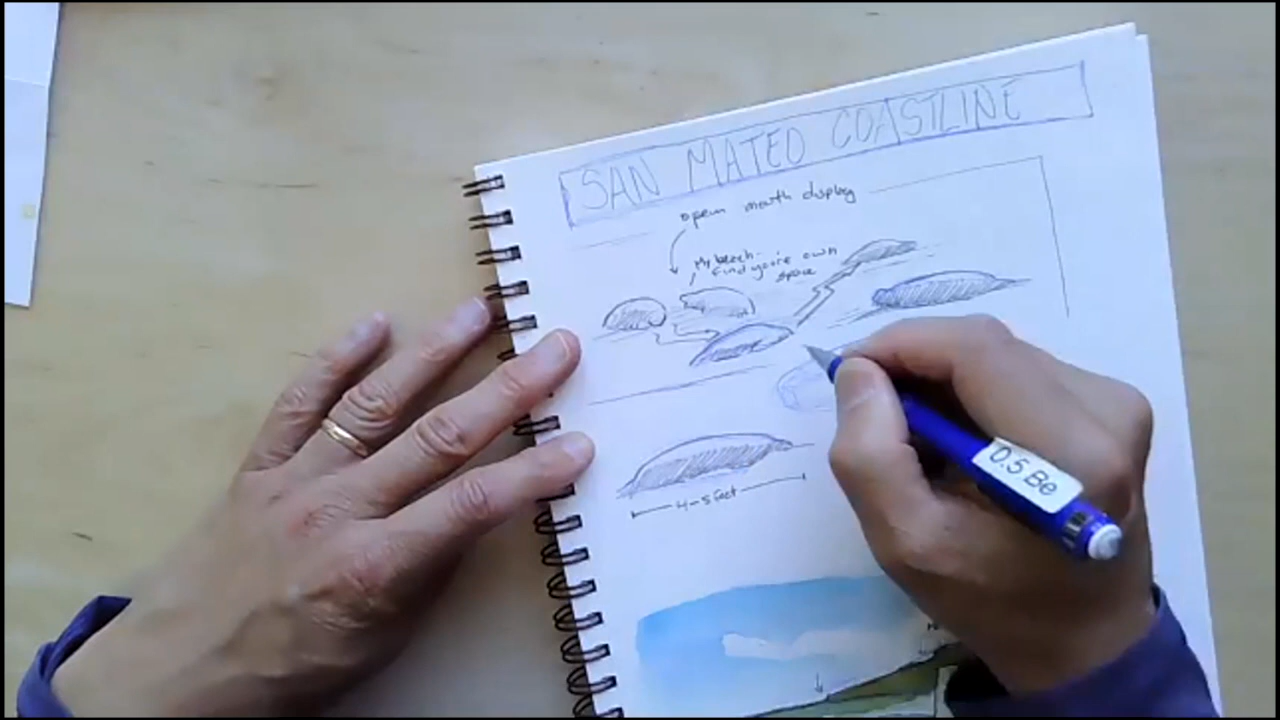 SAN MATEO COASTLINE
open mouth display
My beach-
find you're own
space
4-5 feet
0.5 Be